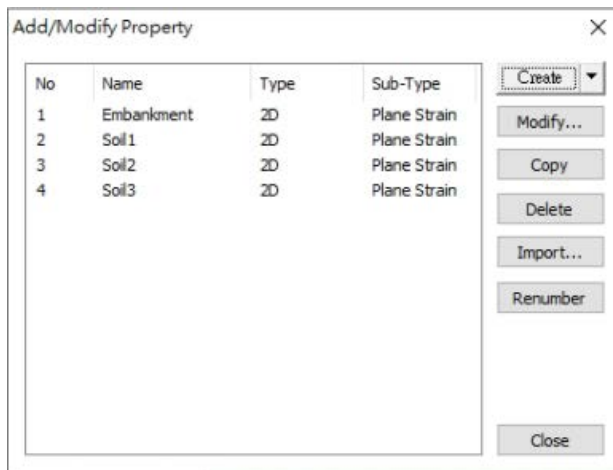 Add/Modify Property
No Name Type Sub-Type
1 Embankment 2D Plane Strain
2 Soil1 2D Plane Strain
3 Soil2 2D Plane Strain
4 Soil3 2D Plane Strain
Create
Modify...
Copy
Delete
Import...
Renumber
Close